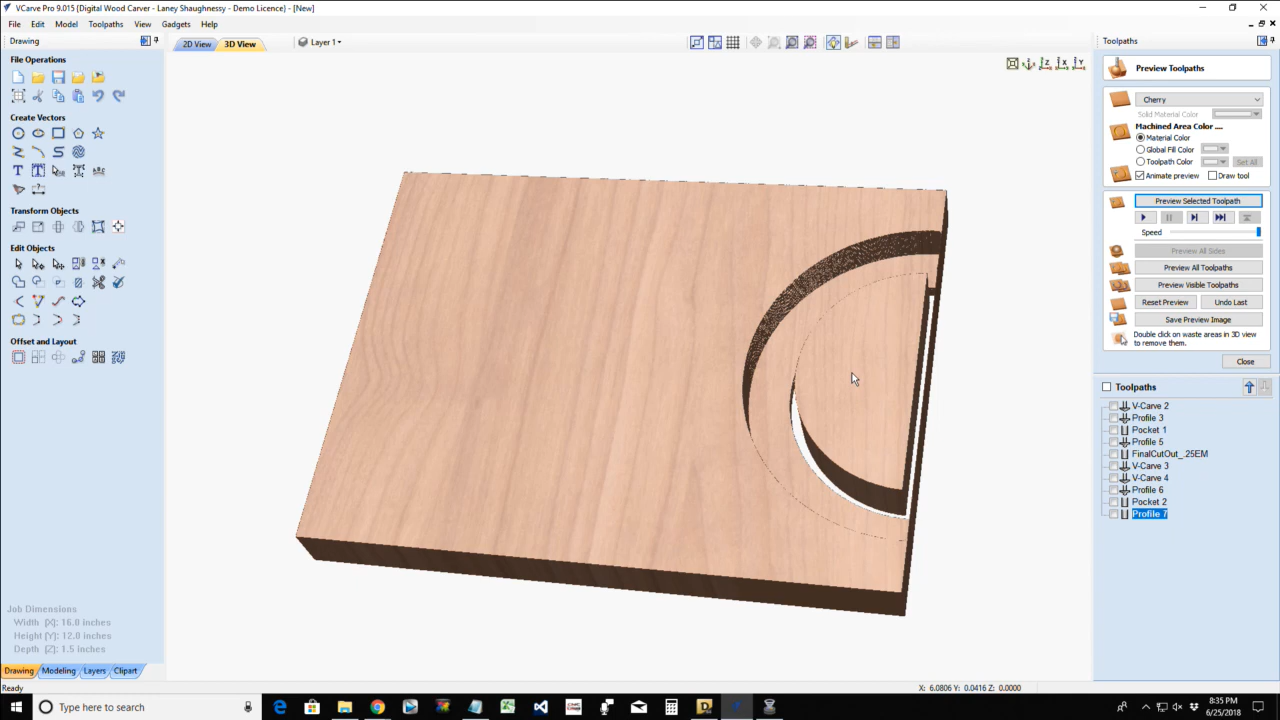 VCarve Pro 9.015 {Digital Wood Carver - Laney Shaughnessy - Demo Licence} - [New]
File Edit Model Toolpaths View Gadgets Help
Drawing
File Operations
Create Vectors
Transform Objects
Edit Objects
Offset and Layout
Job Dimensions
Width (X): 16.0 inches
Height (Y): 12.0 inches
Depth (Z): 1.5 inches
Drawing Modeling Layers Clipart
Ready
2D View 3D View Layer 1
Toolpaths
Preview Toolpaths
Cherry
Solid Material Color
Machined Area Color ....
Material Color
Global Fill Color
Toolpath Color Set All
Animate preview Draw tool
Preview Selected Toolpath
Speed
Preview All Sides
Preview All Toolpaths
Preview Visible Toolpaths
Reset Preview Undo Last
Save Preview Image
Double click on waste areas in 3D view
to remove them.
Close
Toolpaths
V-Carve 2
Profile 3
Pocket 1
Profile 5
FinalCutOut_.25EM
V-Carve 3
V-Carve 4
Profile 6
Pocket 2
Profile 7
X: 6.0806 Y: 0.0416 Z: 0.0000
Type here to search
8:35 PM
6/25/2018